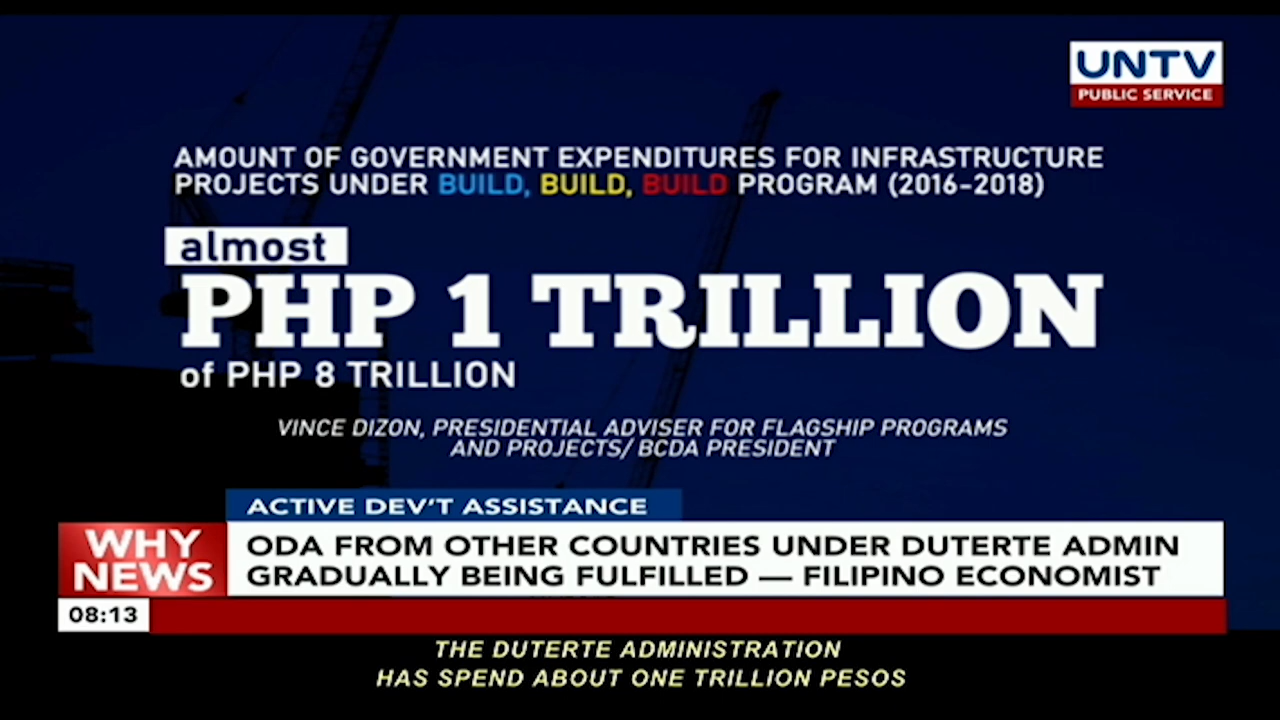 UNTV
PUBLIC SERVICE
AMOUNT OF GOVERNMENT EXPENDITURES FOR INFRASTRUCTURE
PROJECTS UNDER BUILD, BUILD, BUILD PROGRAM (2016-2018)
almost
PHP 1 TRILLION
of PHP 8 TRILLION
VINCE DIZON, PRESIDENTIAL ADVISER FOR FLAGSHIP PROGRAMS
AND PROJECTS/ BCDA PRESIDENT
ACTIVE DEV'T ASSISTANCE
WHY
NEWS
ODA FROM OTHER COUNTRIES UNDER DUTERTE ADMIN
GRADUALLY BEING FULFILLED — FILIPINO ECONOMIST
08:13
THE DUTERTE ADMINISTRATION
HAS SPEND ABOUT ONE TRILLION PESOS